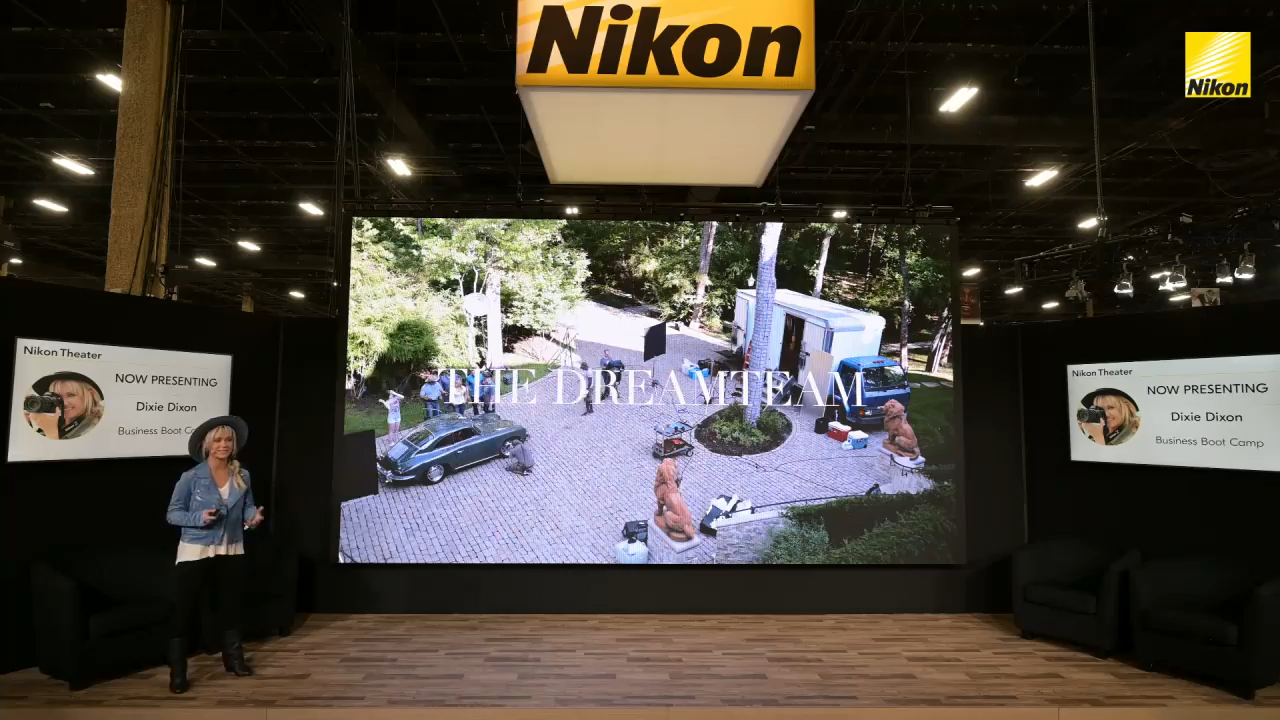 Nikon
Nikon
THE DREAMTEAM
Nikon Theater
NOW PRESENTING
Dixie Dixon
Business Boot
Nikon Theater
NOW PRESENTING
Dixie Dixon
Business Boot Camp